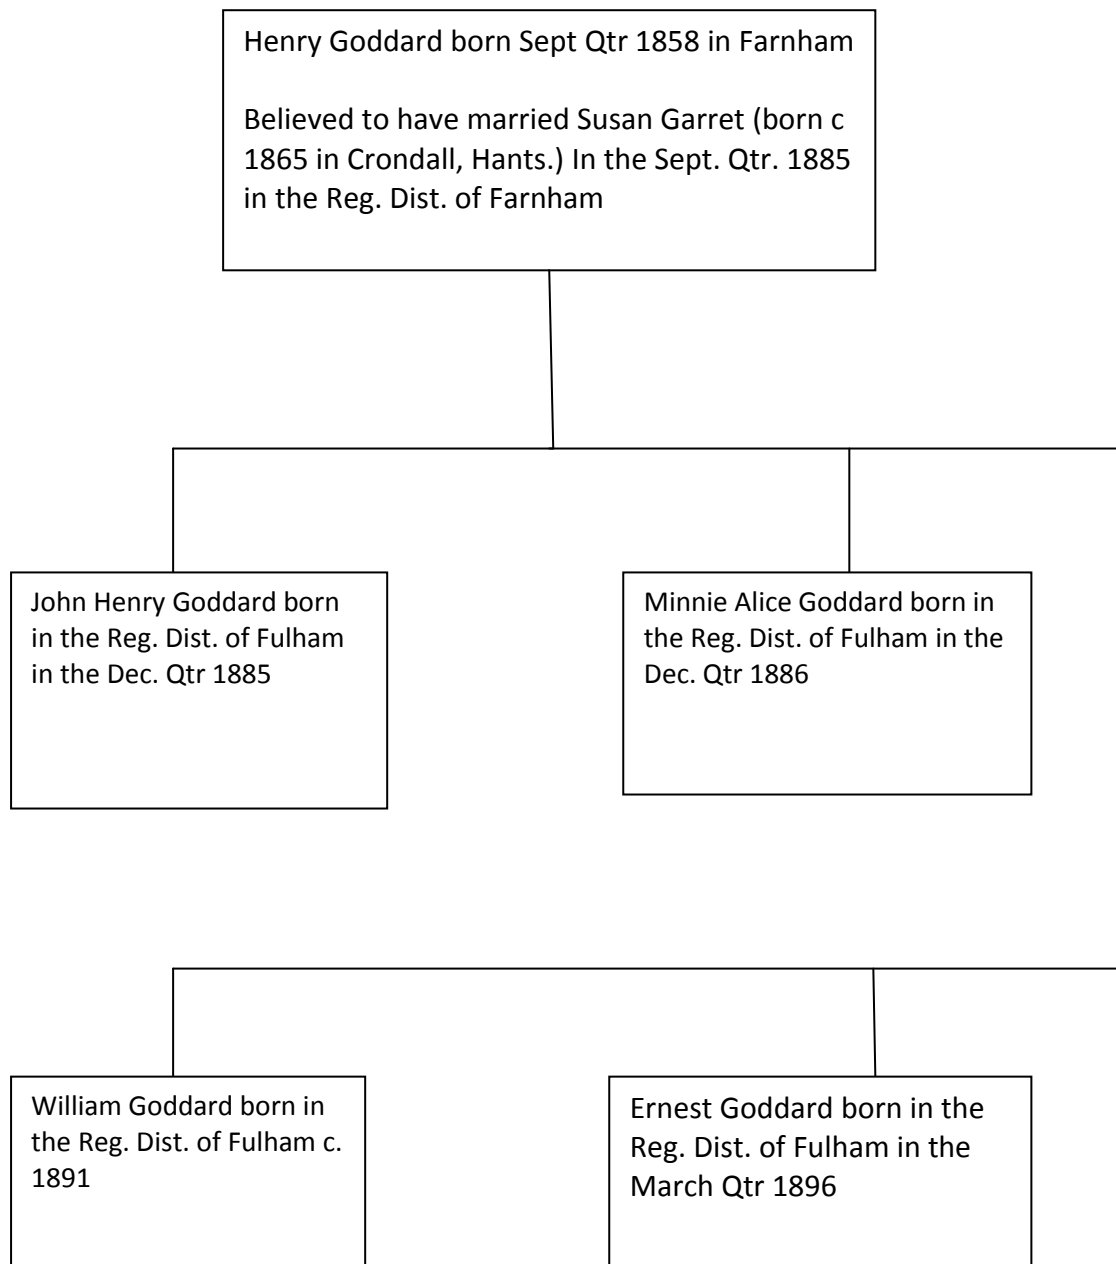 Henry Goddard born Sept Qtr 1858 in Farnham
Believed to have married Susan Garret (born c
1865 in Crondall, Hants.) In the Sept. Qtr. 1885
in the Reg. Dist. of Farnham
John Henry Goddard born
in the Reg. Dist. of Fulham
in the Dec. Qtr 1885
Minnie Alice Goddard born in
the Reg. Dist. of Fulham in the
Dec. Qtr 1886
William Goddard born in
the Reg. Dist. of Fulham c.
1891
Ernest Goddard born in the
Reg. Dist. of Fulham in the
March Qtr 1896